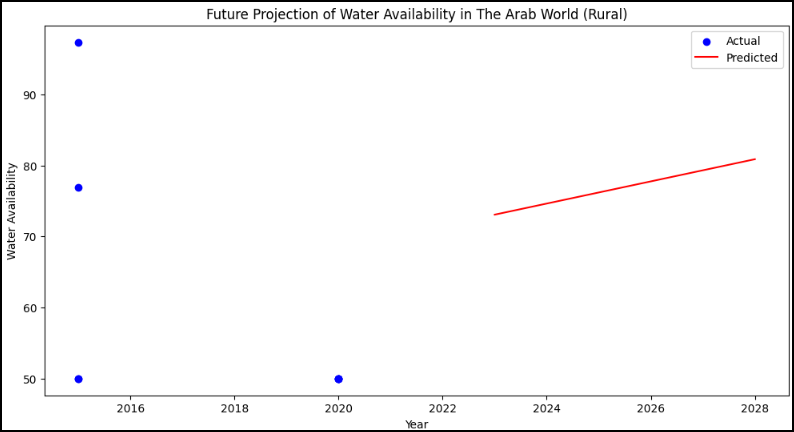 Future Projection of Water Availability in The Arab World (Rural)
Actual
Predicted
Water Availability
90
80
70
60
50
2016 2018 2020 2022 2024 2026 2028
Year